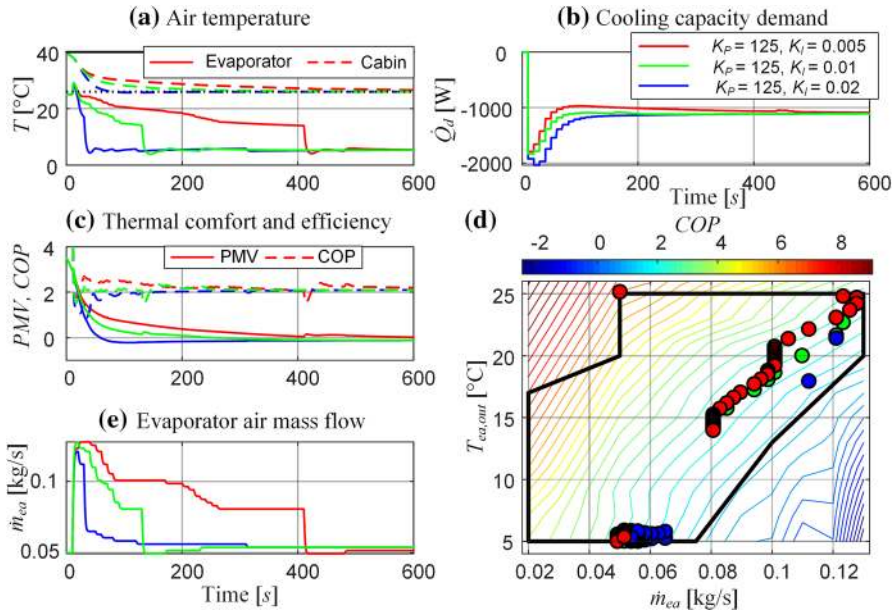 (a) Air temperature
40
20
0
T [°C]
Evaporator
Cabin
0 200 400 600
(b) Cooling capacity demand
0
-1000
-2000
Q̇d [W]
KP = 125, KI = 0.005
KP = 125, KI = 0.01
KP = 125, KI = 0.02
0 200 400 600
Time [s]
(c) Thermal comfort and efficiency
4
2
0
PMV, COP
PMV
COP
0 200 400 600
(d)
COP
-2 0 2 4 6 8
25
20
15
10
5
Tea,out [°C]
0.02 0.04 0.06 0.08 0.1 0.12
ṁea [kg/s]
(e) Evaporator air mass flow
0.1
0.05
ṁea [kg/s]
0 200 400 600
Time [s]